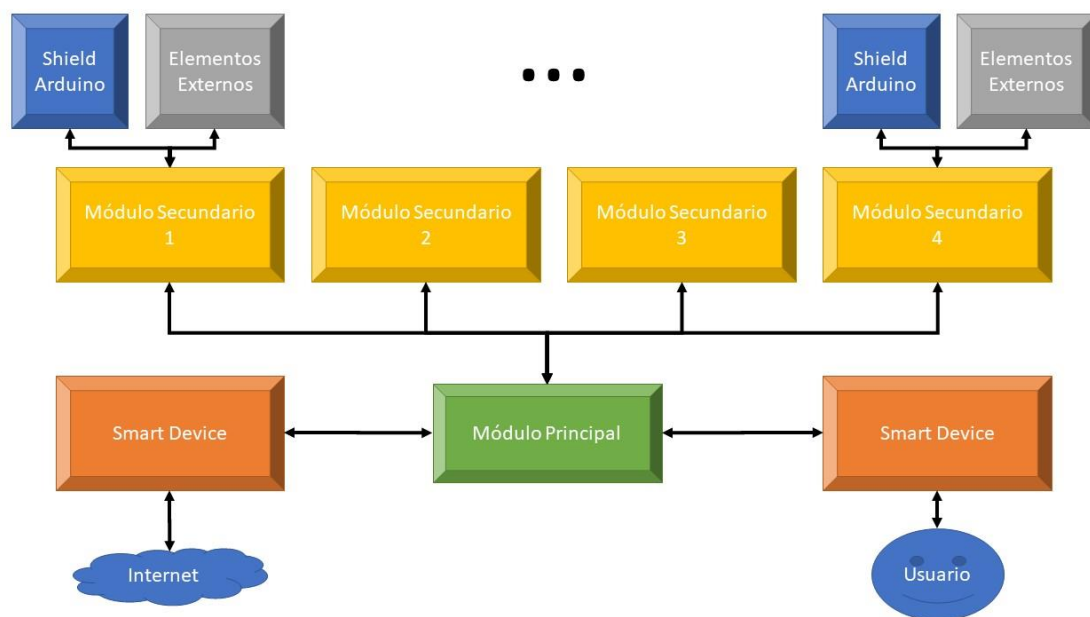 Shield
Arduino
Elementos
Externos
...
Shield
Arduino
Elementos
Externos
Módulo Secundario
1
Módulo Secundario
2
Módulo Secundario
3
Módulo Secundario
4
Smart Device
Módulo Principal
Smart Device
Internet
Usuario